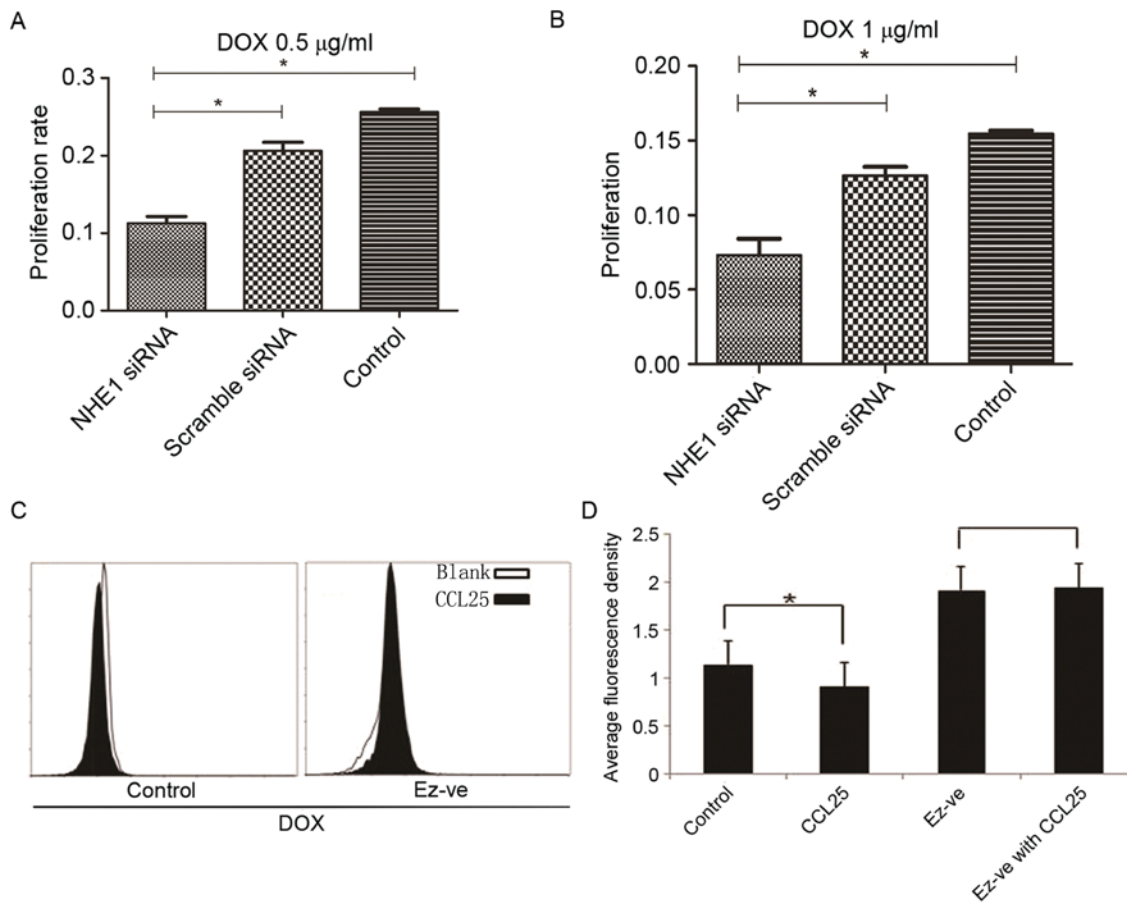 A
DOX 0.5 μg/ml
*
*
0.3
0.2
0.1
0.0
Proliferation rate
NHE1 siRNA
Scramble siRNA
Control
B
DOX 1 μg/ml
*
*
0.20
0.15
0.10
0.05
0.00
Proliferation
NHE1 siRNA
Scramble siRNA
Control
C
Blank
CCL25
Control
Ez-ve
DOX
D
2.5
2
1.5
1
0.5
0
Average fluorescence density
*
Control
CCL25
Ez-ve
Ez-ve with CCL25